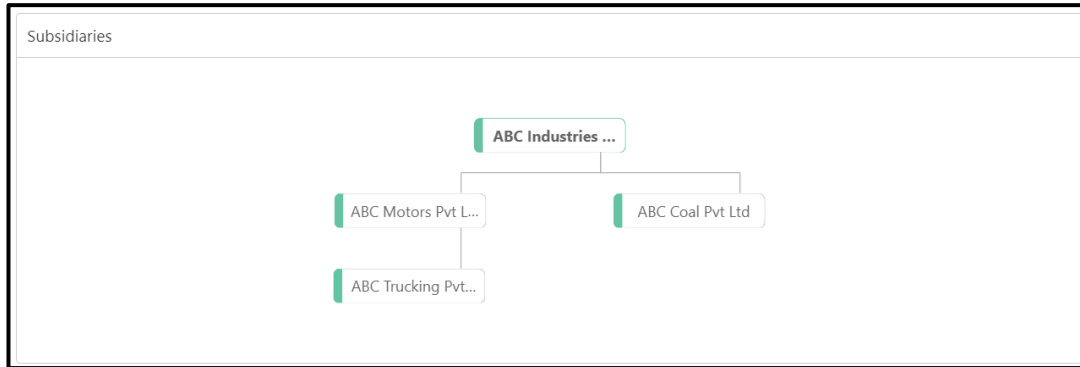 Subsidiaries
ABC Industries ...
ABC Motors Pvt L...
ABC Coal Pvt Ltd
ABC Trucking Pvt...